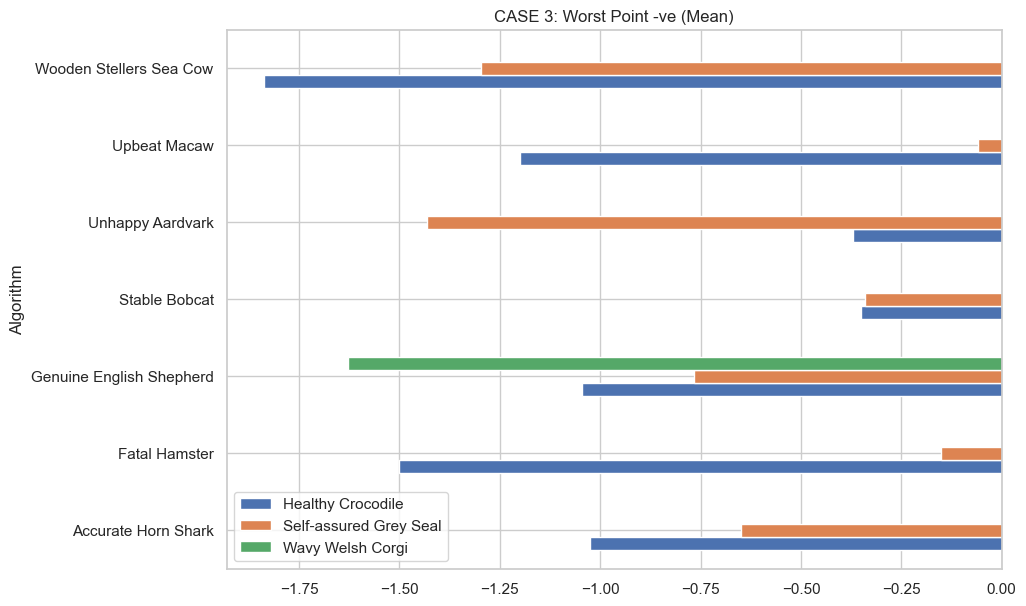 CASE 3: Worst Point -ve (Mean)
Algorithm
Wooden Stellers Sea Cow
Upbeat Macaw
Unhappy Aardvark
Stable Bobcat
Genuine English Shepherd
Fatal Hamster
Accurate Horn Shark
Healthy Crocodile
Self-assured Grey Seal
Wavy Welsh Corgi
−1.75 −1.50 −1.25 −1.00 −0.75 −0.50 −0.25 0.00